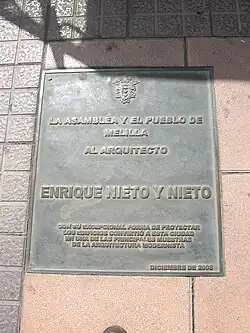 LA ASAMBLEA Y EL PUEBLO DE
MELILLA
AL ARQUITECTO
ENRIQUE NIETO Y NIETO
CON SU EXCEPCIONAL FORMA DE PROYECTAR
LOS EDIFICIOS CONVIRTIÓ A ESTA CIUDAD
EN UNA DE LAS PRINCIPALES MUESTRAS
DE LA ARQUITECTURA MODERNISTA
DICIEMBRE DE 2008